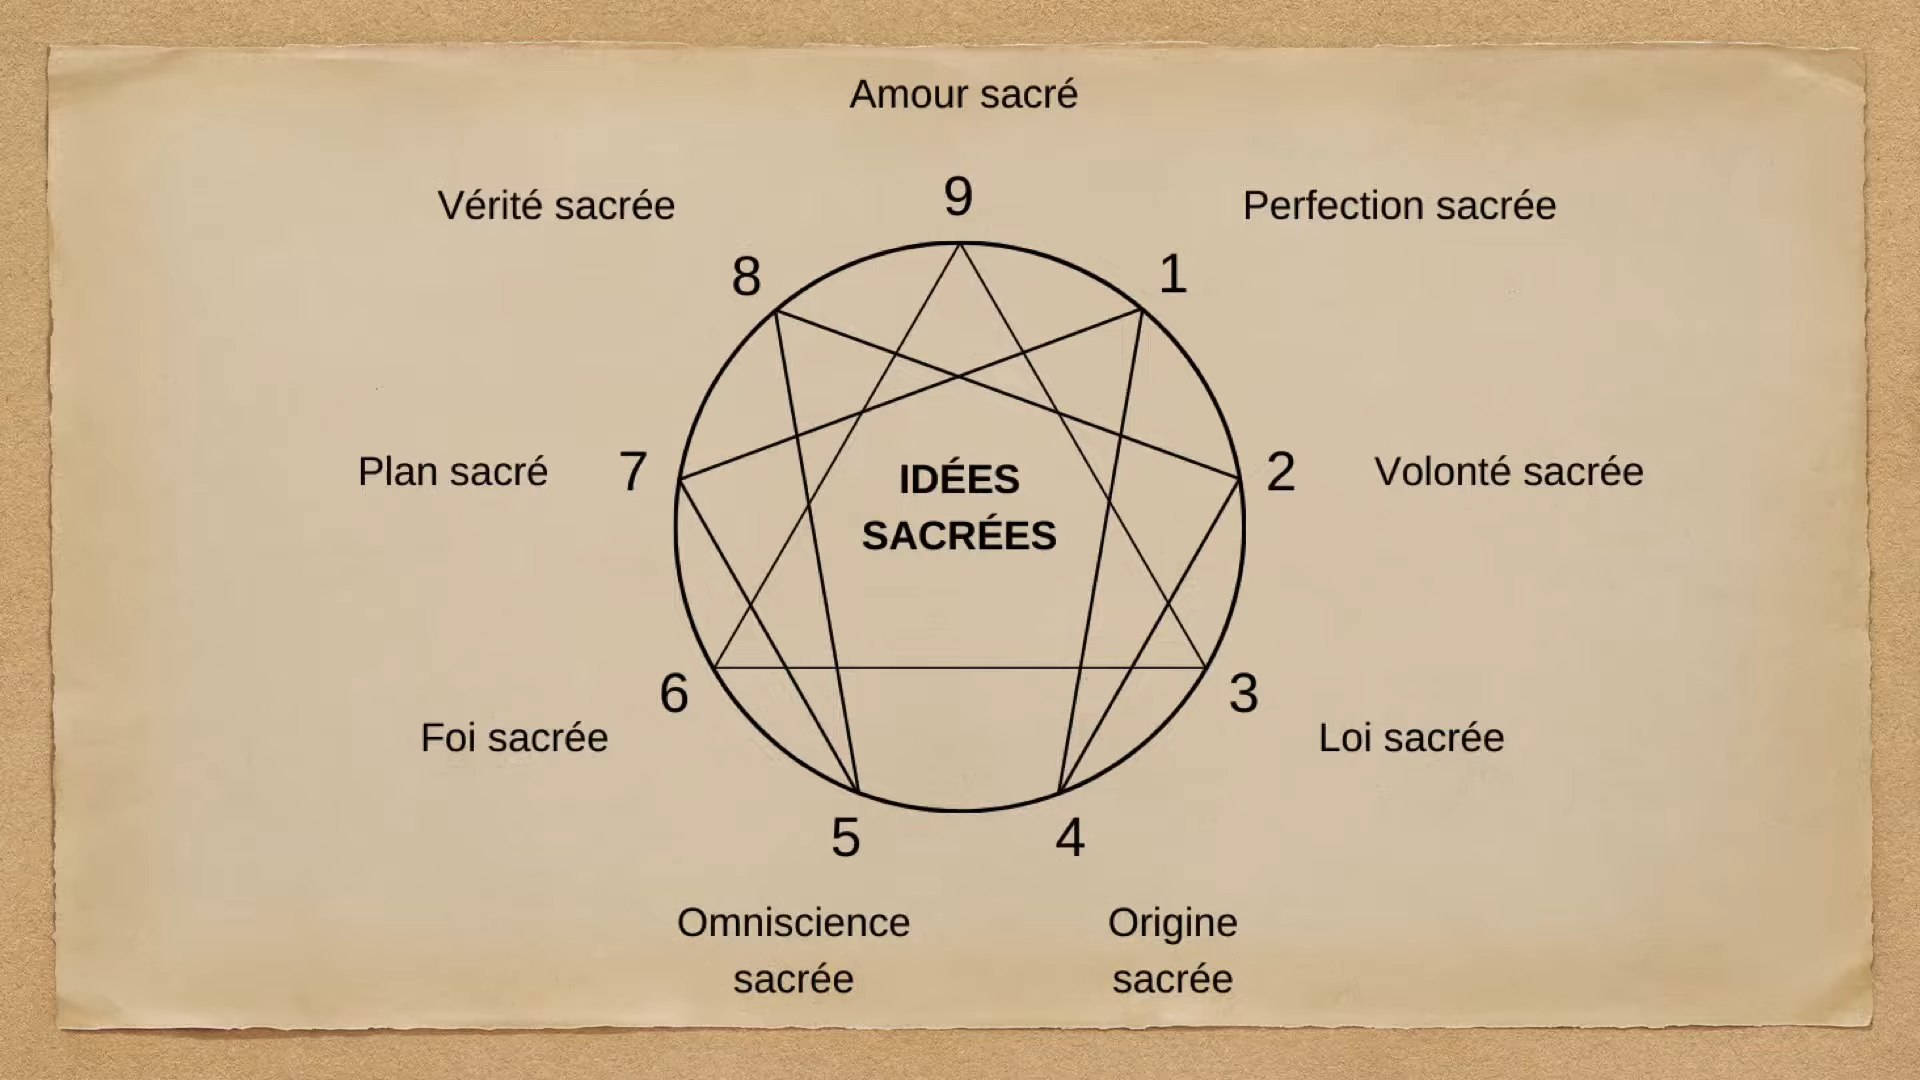 Amour sacré
Vérité sacrée
9
Perfection sacrée
8
1
Plan sacré
7
IDÉES
SACRÉES
2
Volonté sacrée
6
3
Foi sacrée
Loi sacrée
5
4
Omniscience
sacrée
Origine
sacrée